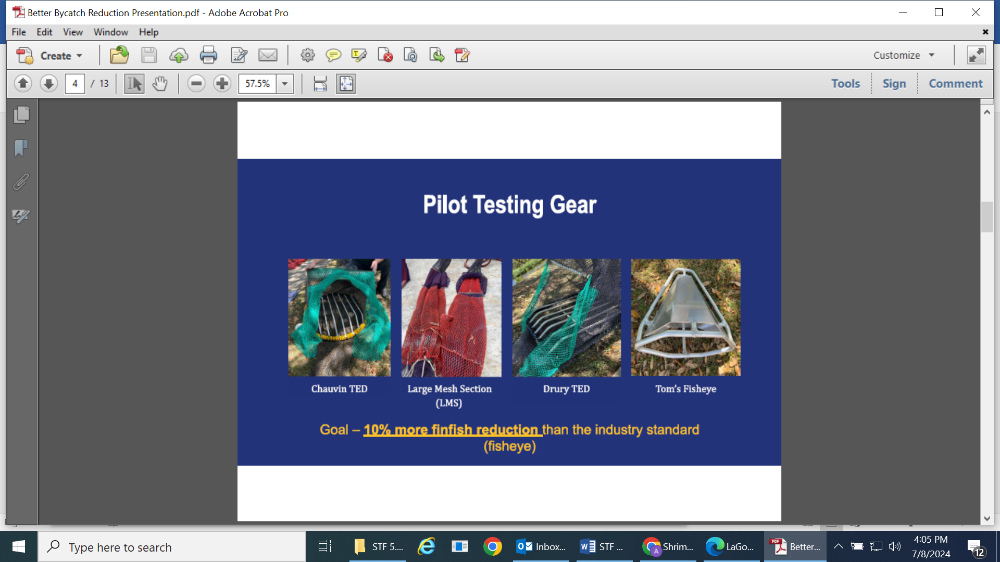 Better Bycatch Reduction Presentation.pdf - Adobe Acrobat Pro
File Edit View Window Help
Create
Customize
4 / 13
57.5%
Tools Sign Comment
Pilot Testing Gear
Chauvin TED
Large Mesh Section
(LMS)
Drury TED
Tom's Fisheye
Goal – 10% more finfish reduction than the industry standard
(fisheye)
Type here to search
STF 5....
Inbox...
STF ...
Shrim...
LaGo...
Better...
4:05 PM
7/8/2024
12